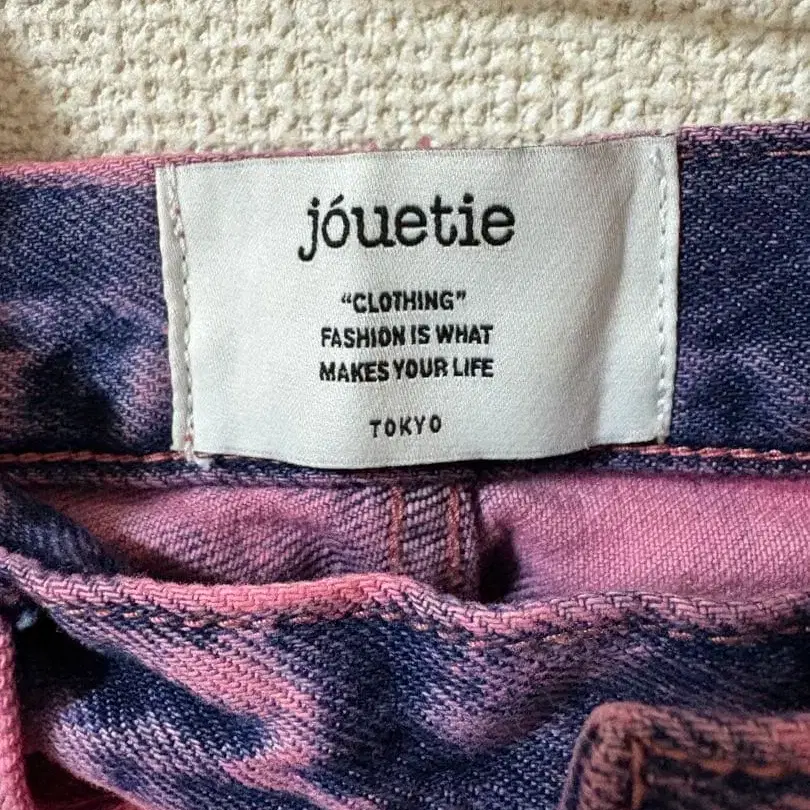 jóuetie
“CLOTHING”
FASHION IS WHAT
MAKES YOUR LIFE
TOKYO